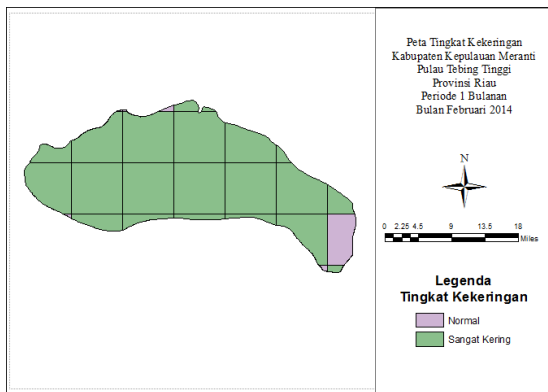 Peta Tingkat Kekeringan
Kabupaten Kepulauan Meranti
Pulau Tebing Tinggi
Provinsi Riau
Periode 1 Bulanan
Bulan Februari 2014
N
0 2.25 4.5 9 13.5 18
Miles
Legenda
Tingkat Kekeringan
Normal
Sangat Kering